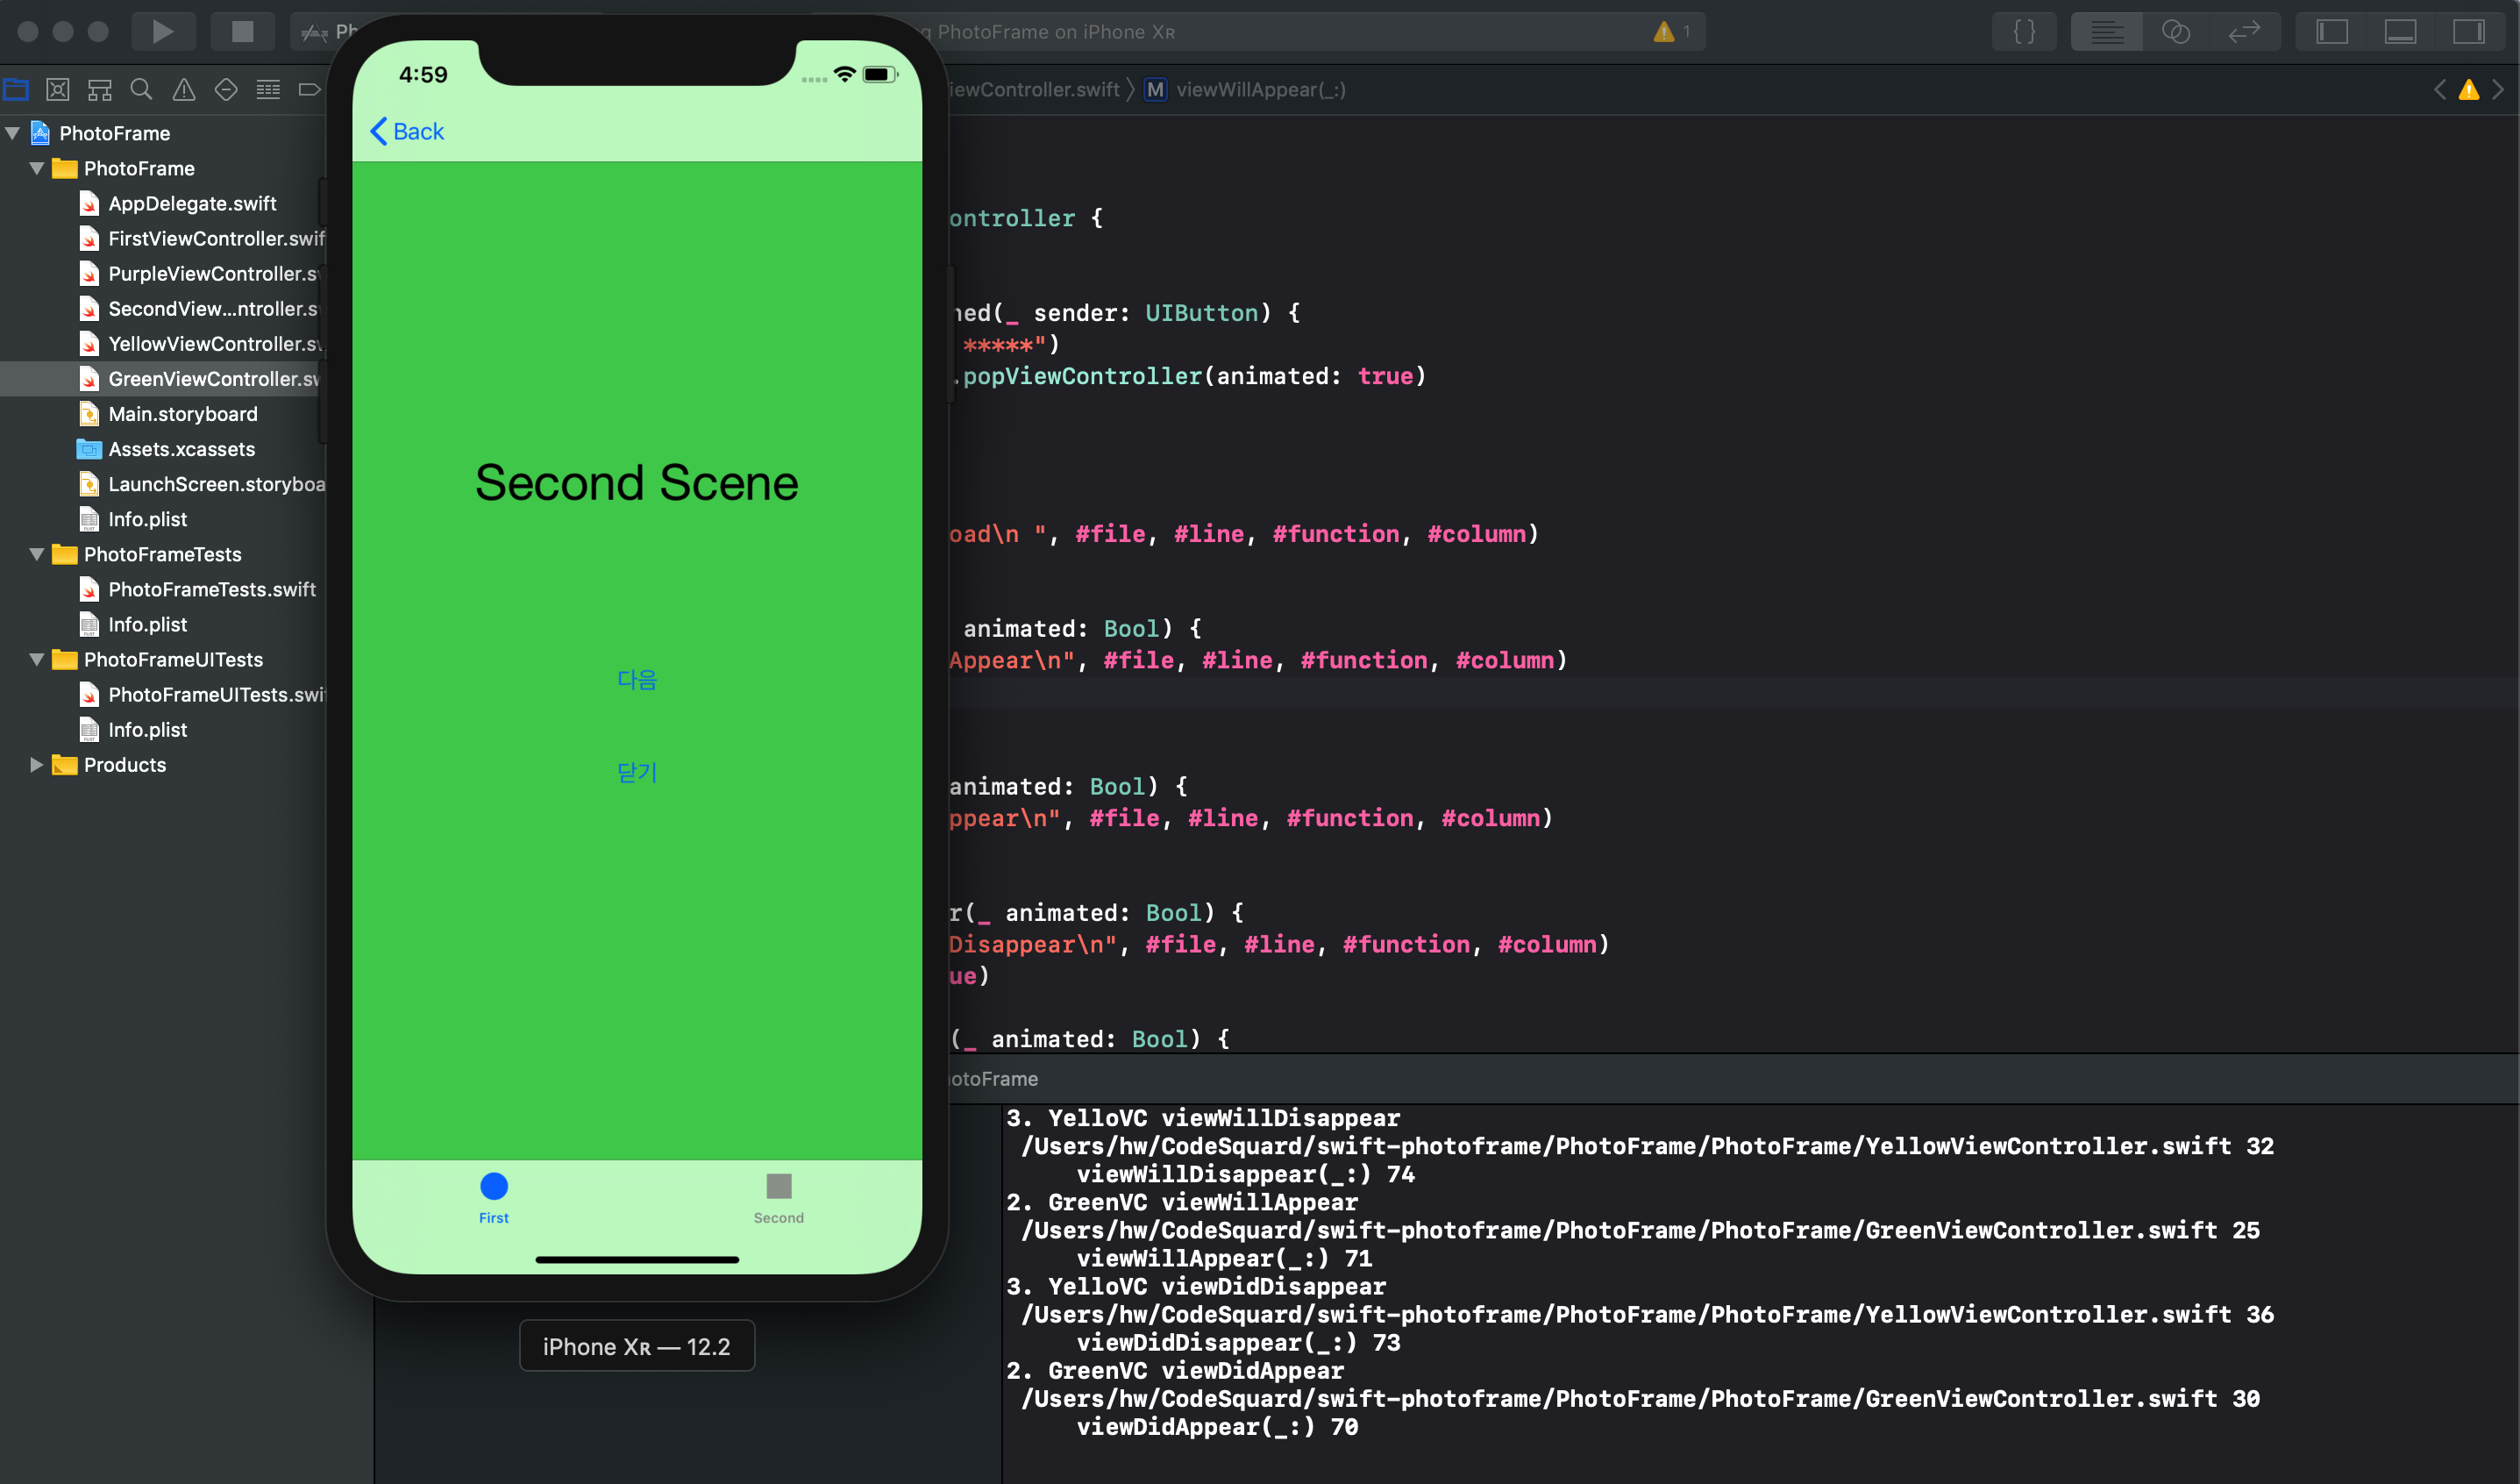 PhotoFrame on iPhone XR
1
ViewController.swift
M viewWillAppear(_:)
PhotoFrame
PhotoFrame
AppDelegate.swift
FirstViewController.swif
PurpleViewController.s
SecondView...ntroller.s
YellowViewController.s
GreenViewController.sw
Main.storyboard
Assets.xcassets
LaunchScreen.storyboa
Info.plist
PhotoFrameTests
PhotoFrameTests.swift
Info.plist
PhotoFrameUITests
PhotoFrameUITests.swif
Info.plist
Products
4:59
Back
Second Scene
다음
닫기
First
Second
iPhone XR — 12.2
ontroller {
ned(_ sender: UIButton) {
*****")
.popViewController(animated: true)
oad\n ", #file, #line, #function, #column)
animated: Bool) {
Appear\n", #file, #line, #function, #column)
animated: Bool) {
ppear\n", #file, #line, #function, #column)
r(_ animated: Bool) {
Disappear\n", #file, #line, #function, #column)
ue)
(_ animated: Bool) {
otoFrame
3. YelloVC viewWillDisappear
/Users/hw/CodeSquard/swift-photoframe/PhotoFrame/PhotoFrame/YellowViewController.swift 32
viewWillDisappear(_:) 74
2. GreenVC viewWillAppear
/Users/hw/CodeSquard/swift-photoframe/PhotoFrame/PhotoFrame/GreenViewController.swift 25
viewWillAppear(_:) 71
3. YelloVC viewDidDisappear
/Users/hw/CodeSquard/swift-photoframe/PhotoFrame/PhotoFrame/YellowViewController.swift 36
viewDidDisappear(_:) 73
2. GreenVC viewDidAppear
/Users/hw/CodeSquard/swift-photoframe/PhotoFrame/PhotoFrame/GreenViewController.swift 30
viewDidAppear(_:) 70